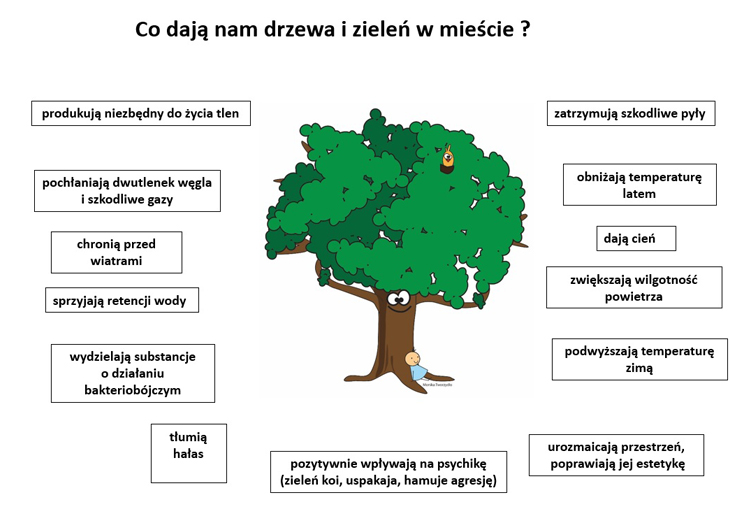 Co dają nam drzewa i zieleń w mieście ?
produkują niezbędny do życia tlen
pochłaniają dwutlenek węgla
i szkodliwe gazy
chronią przed
wiatrami
sprzyjają retencji wody
wydzielają substancje
o działaniu
bakteriobójczym
tłumią
hałas
pozytywnie wpływają na psychikę
(zieleń koi, uspakaja, hamuje agresję)
zatrzymują szkodliwe pyły
obniżają temperaturę
latem
dają cień
zwiększają wilgotność
powietrza
podwyższają temperaturę
zimą
urozmaicają przestrzeń,
poprawiają jej estetykę